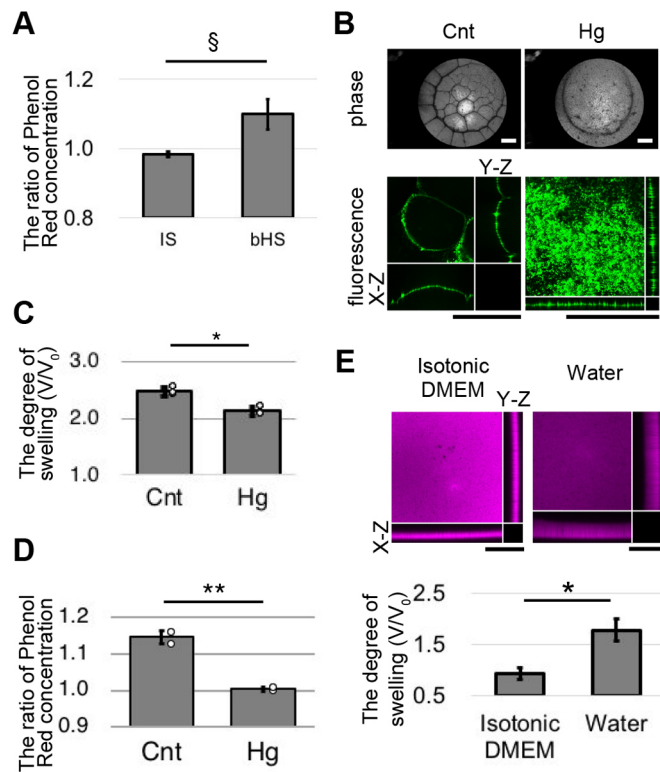 A
§
The ratio of Phenol
Red concentration
1.2
1.0
0.8
IS
bHS
B
Cnt
Hg
phase
Y-Z
fluorescence
X-Z
C
*
The degree of
swelling (V/V₀)
3.0
2.0
1.0
Cnt
Hg
D
**
The ratio of Phenol
Red concentration
1.2
1.1
1.0
0.9
Cnt
Hg
E
Isotonic
DMEM
Water
Y-Z
X-Z
*
The degree of
swelling (V/V₀)
2.5
1.5
0.5
Isotonic
DMEM
Water